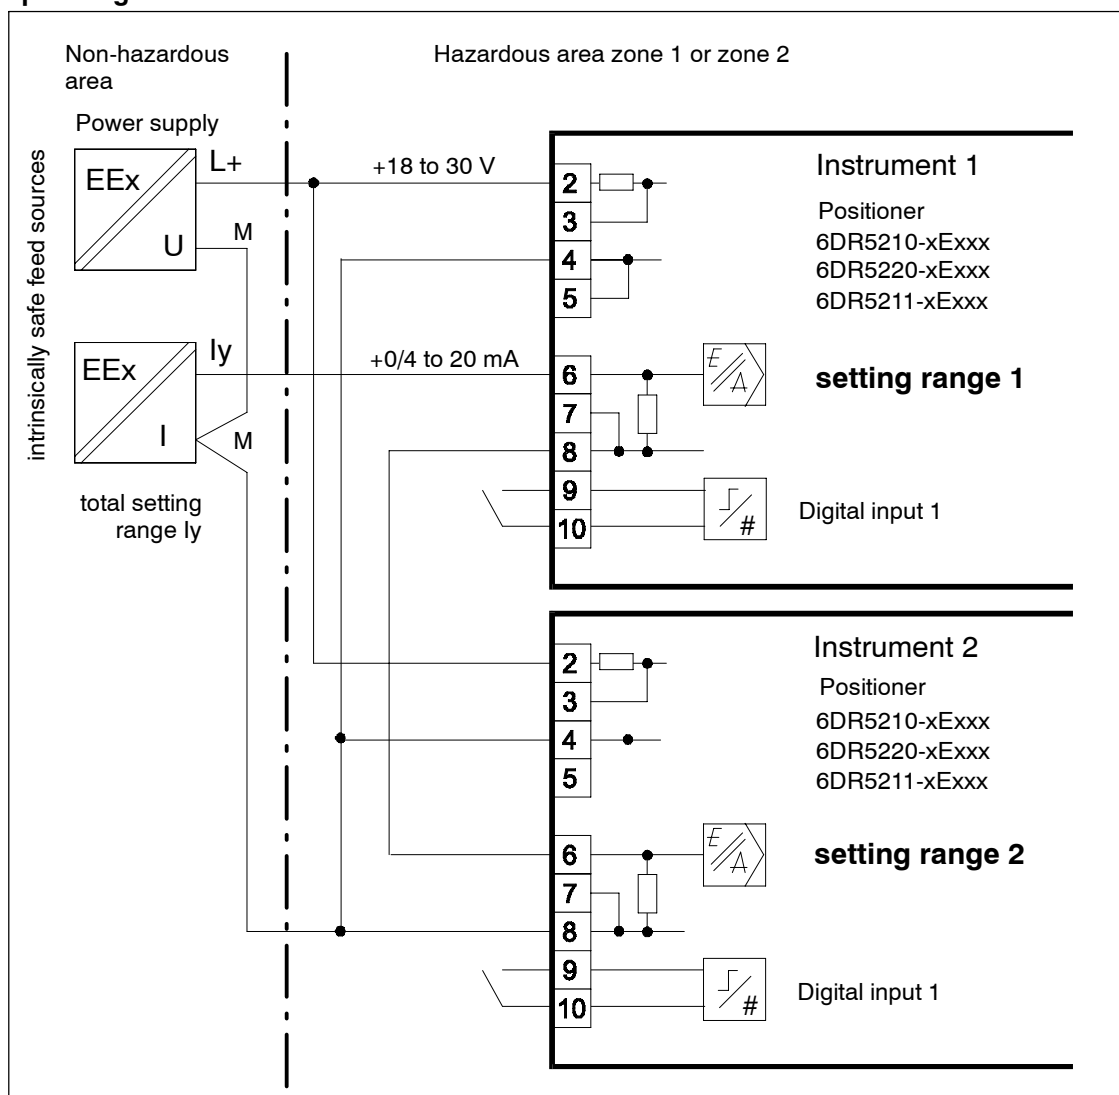 Non-hazardous
area
Hazardous area zone 1 or zone 2
Power supply
intrinsically safe feed sources
EEx
U
L+
M
+18 to 30 V
EEx
I
Iy
M
+0/4 to 20 mA
total setting
range Iy
2
3
4
5
6
7
8
9
10
Instrument 1
Positioner
6DR5210-xExxx
6DR5220-xExxx
6DR5211-xExxx
E
A
setting range 1
#
Digital input 1
2
3
4
5
6
7
8
9
10
Instrument 2
Positioner
6DR5210-xExxx
6DR5220-xExxx
6DR5211-xExxx
E
A
setting range 2
#
Digital input 1